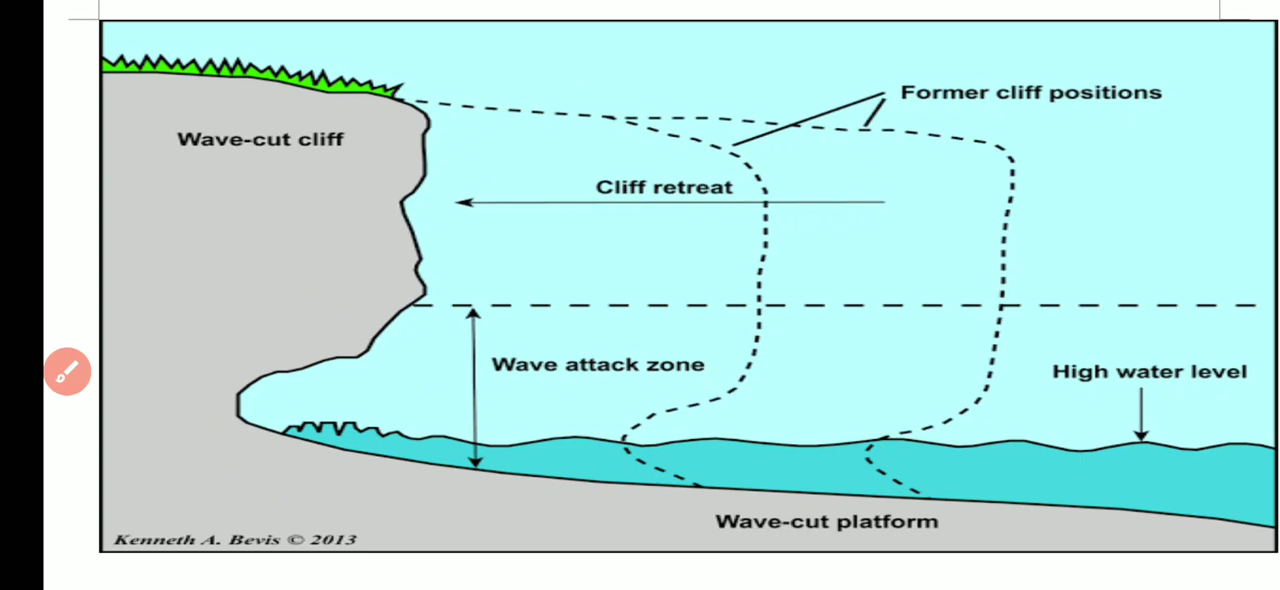 Former cliff positions
Wave-cut cliff
Cliff retreat
Wave attack zone
High water level
Wave-cut platform
Kenneth A. Bevis © 2013